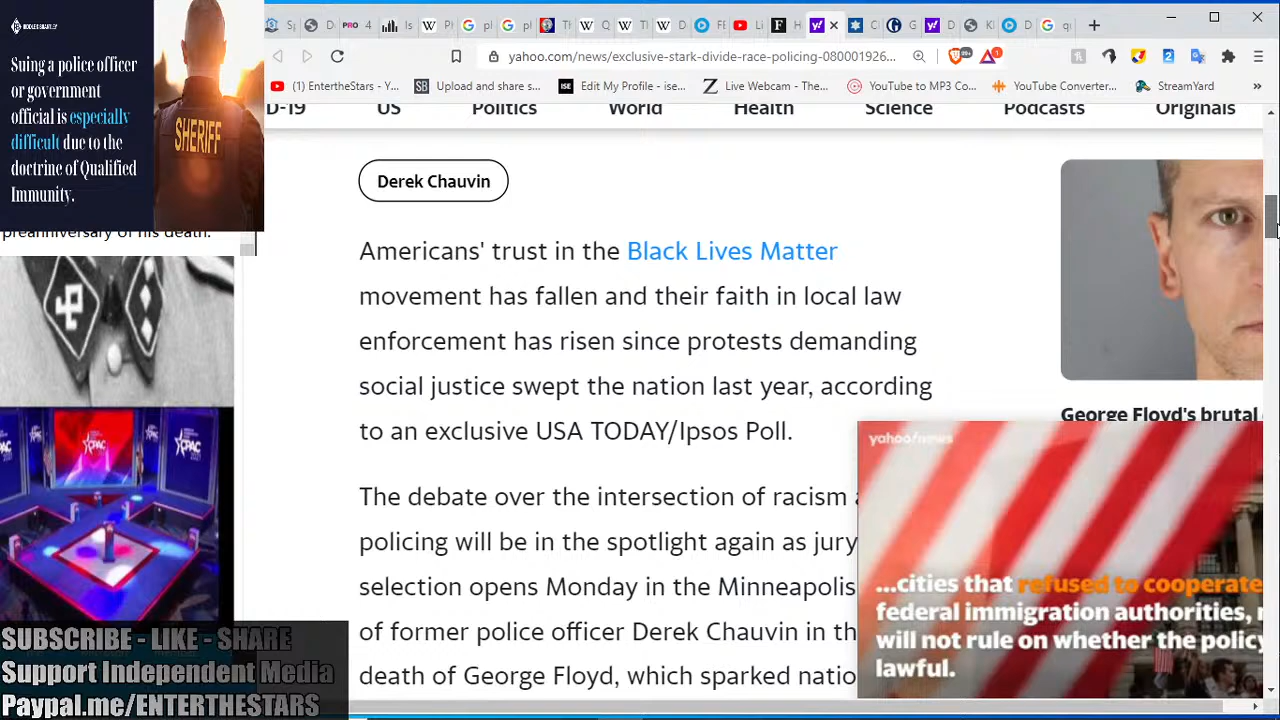 Suing a police officer
or government
official is especially
difficult due to the
doctrine of Qualified
Immunity.
SHERIFF
preanniversary of his death.
CPAC
SUBSCRIBE - LIKE - SHARE
Support Independent Media
Paypal.me/ENTERTHESTARS
yahoo.com/news/exclusive-stark-divide-race-policing-080001926...
(1) EntertheStars - Y...
Upload and share s...
Edit My Profile - ise...
Live Webcam - The...
YouTube to MP3 Co...
YouTube Converter...
StreamYard
D-19
US
Politics
World
Health
Science
Podcasts
Originals
Derek Chauvin
Americans' trust in the Black Lives Matter
movement has fallen and their faith in local law
enforcement has risen since protests demanding
social justice swept the nation last year, according
to an exclusive USA TODAY/Ipsos Poll.
The debate over the intersection of racism a
policing will be in the spotlight again as jury
selection opens Monday in the Minneapolis
of former police officer Derek Chauvin in th
death of George Floyd, which sparked natio
George Floyd's brutal
yahoo/news
...cities that refused to cooperate
federal immigration authorities,
will not rule on whether the policy
lawful.